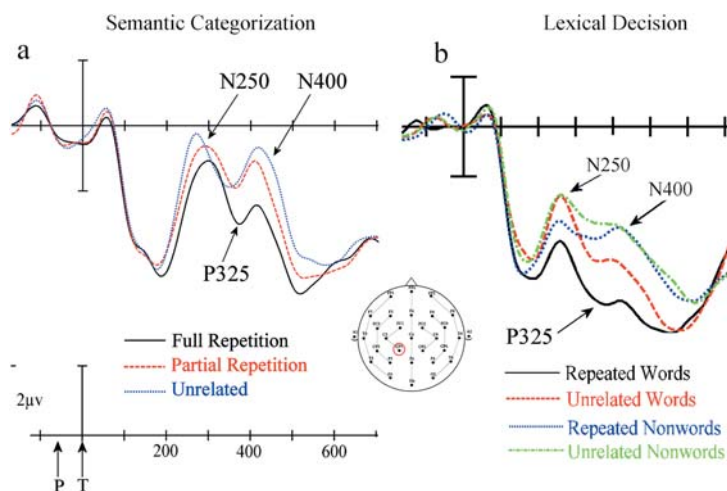 Semantic Categorization
Lexical Decision
a
b
N250
N400
N250
N400
P325
P325
Full Repetition
Partial Repetition
Unrelated
Repeated Words
Unrelated Words
Repeated Nonwords
Unrelated Nonwords
2μv
200
400
600
P
T